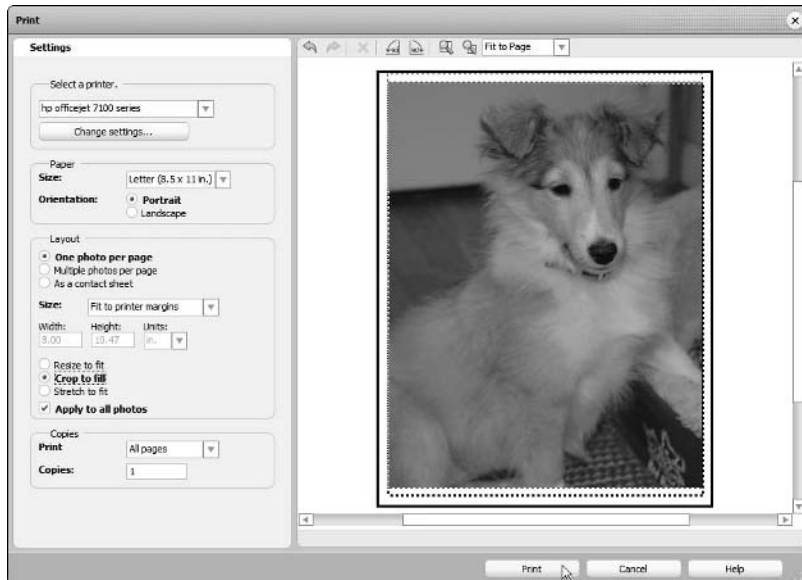 Print
Settings
Fit to Page
Select a printer.
hp officejet 7100 series
Change settings...
Paper
Size: Letter (8.5 x 11 in.)
Orientation: Portrait
Landscape
Layout
One photo per page
Multiple photos per page
As a contact sheet
Size: Fit to printer margins
Width: Height: Units:
8.00 10.47 in.
Resize to fit
Crop to fill
Stretch to fit
Apply to all photos
Copies
Print All pages
Copies: 1
Print Cancel Help